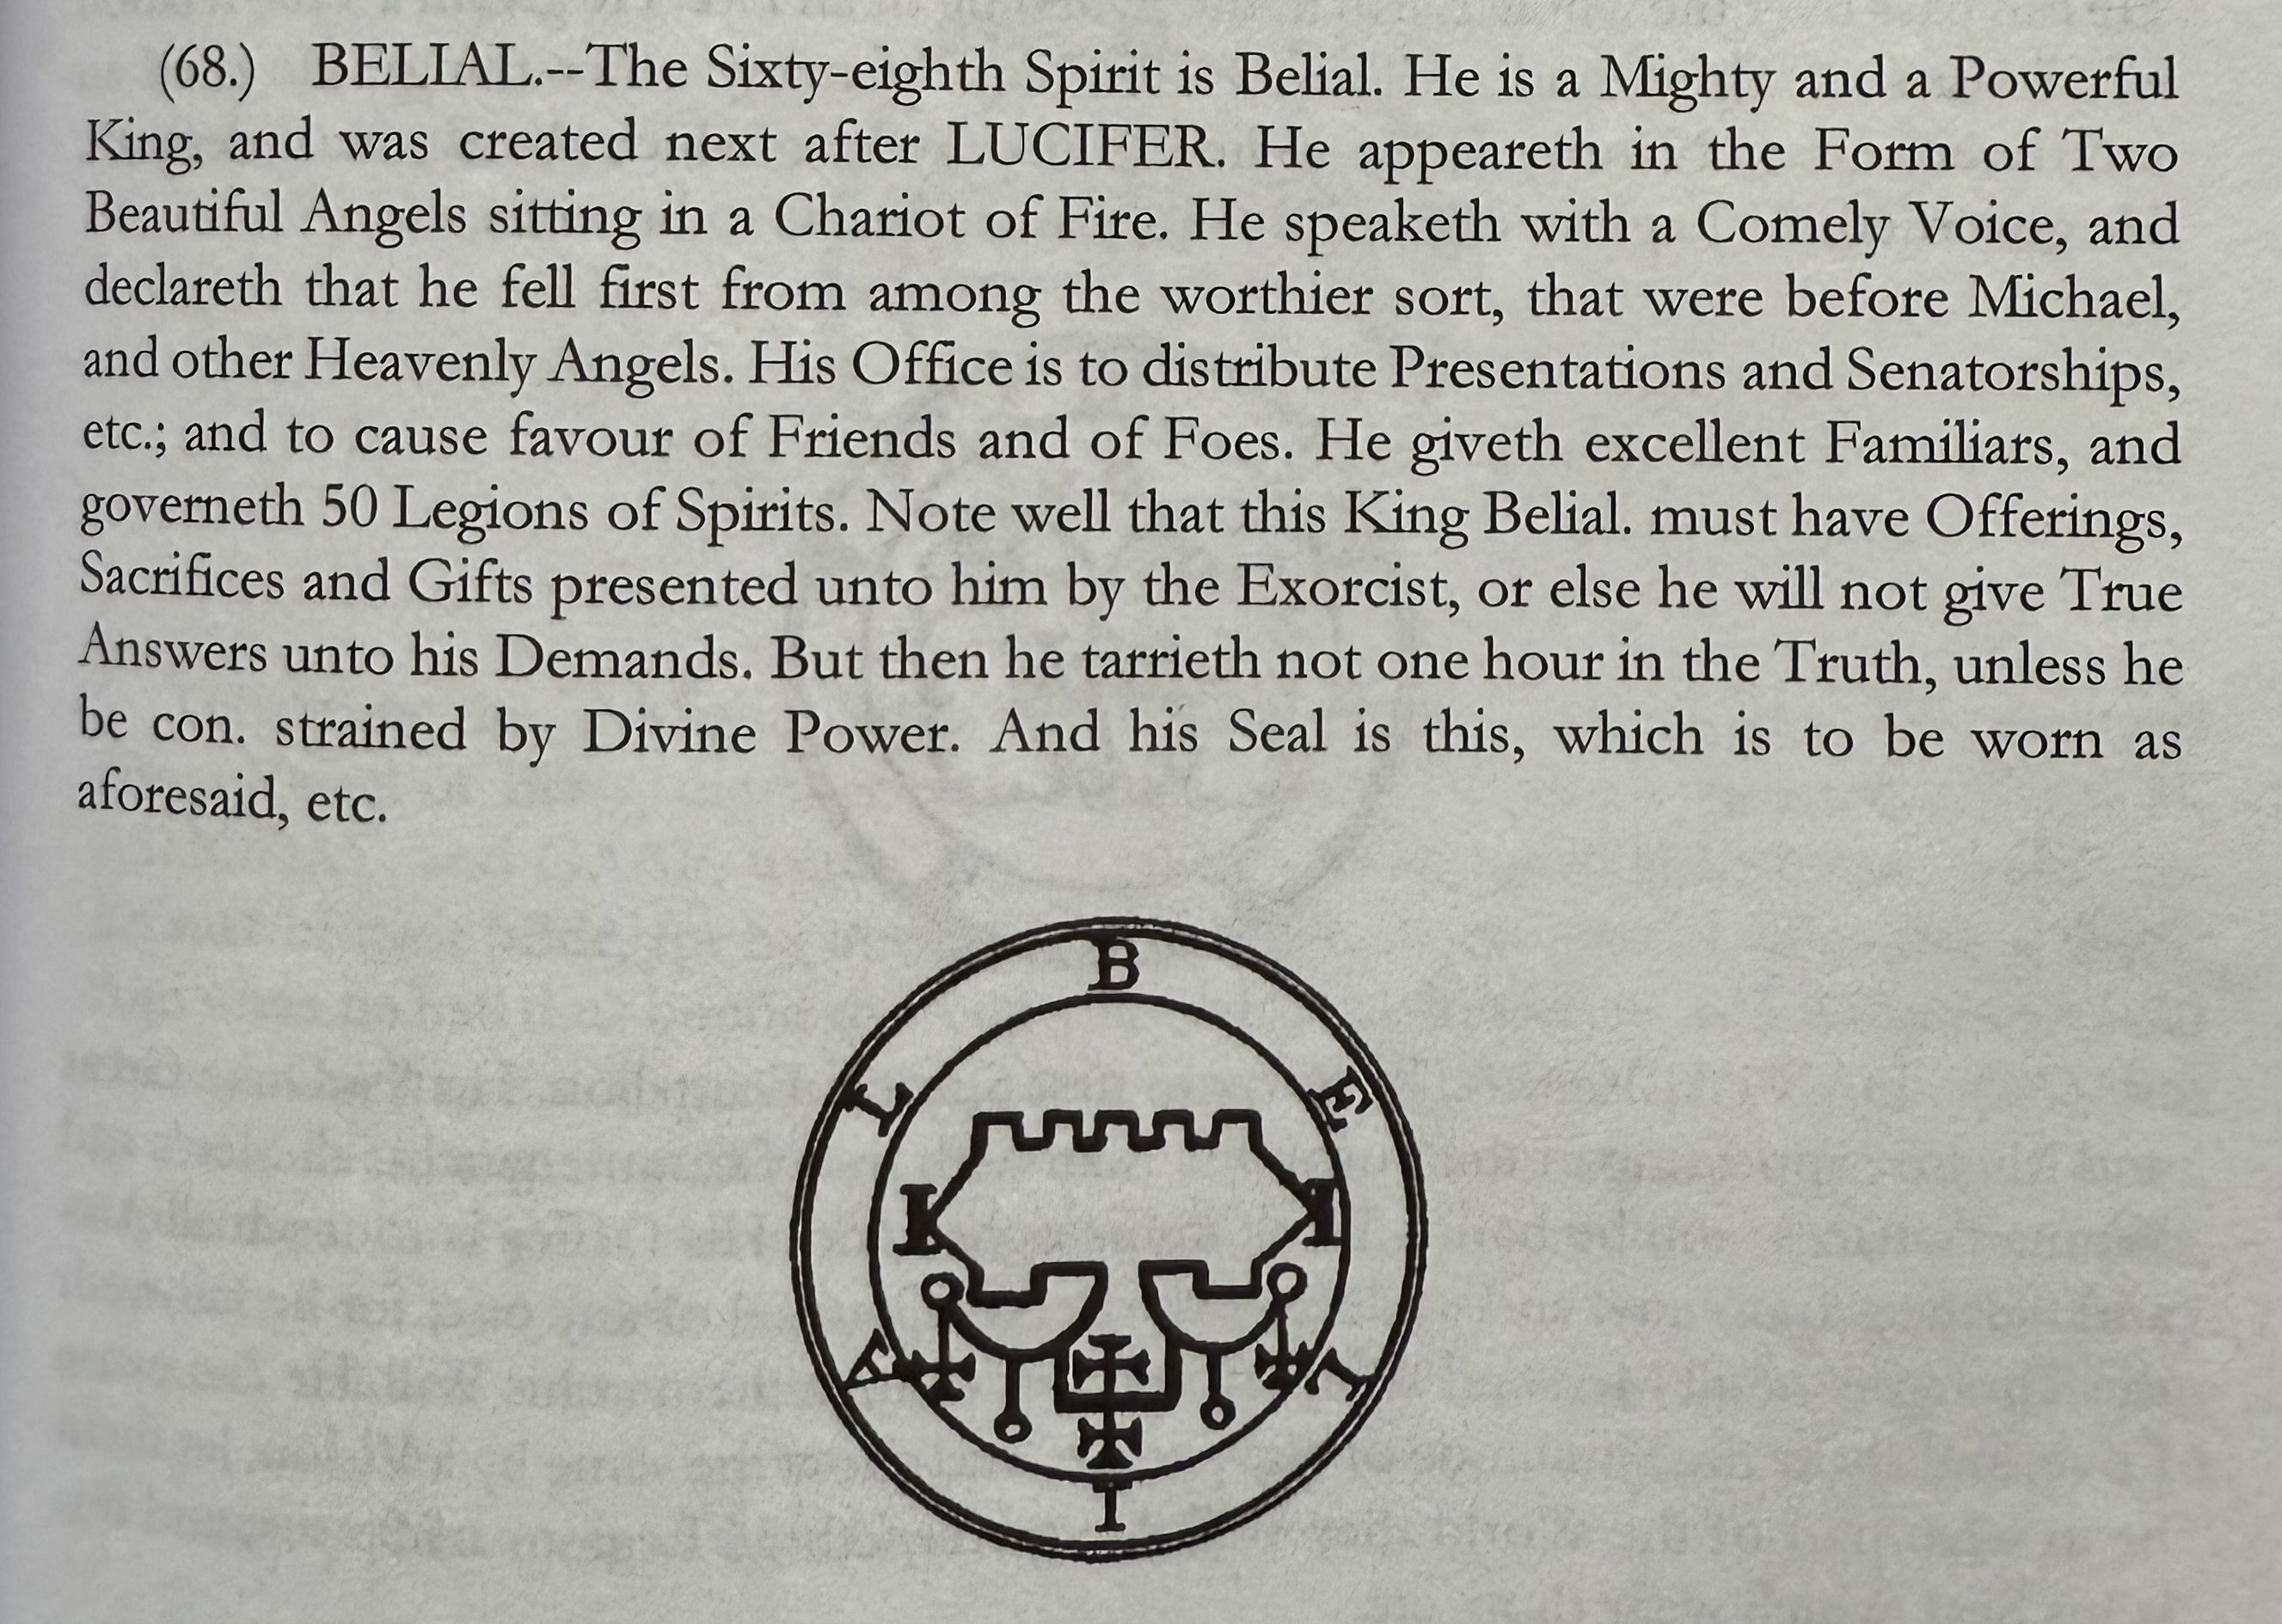 (68.) BELIAL.--The Sixty-eighth Spirit is Belial. He is a Mighty and a Powerful
King, and was created next after LUCIFER. He appeareth in the Form of Two
Beautiful Angels sitting in a Chariot of Fire. He speaketh with a Comely Voice, and
declareth that he fell first from among the worthier sort, that were before Michael,
and other Heavenly Angels. His Office is to distribute Presentations and Senatorships,
etc.; and to cause favour of Friends and of Foes. He giveth excellent Familiars, and
governeth 50 Legions of Spirits. Note well that this King Belial. must have Offerings,
Sacrifices and Gifts presented unto him by the Exorcist, or else he will not give True
Answers unto his Demands. But then he tarrieth not one hour in the Truth, unless he
be con. strained by Divine Power. And his Seal is this, which is to be worn as
aforesaid, etc.
B E L I A L